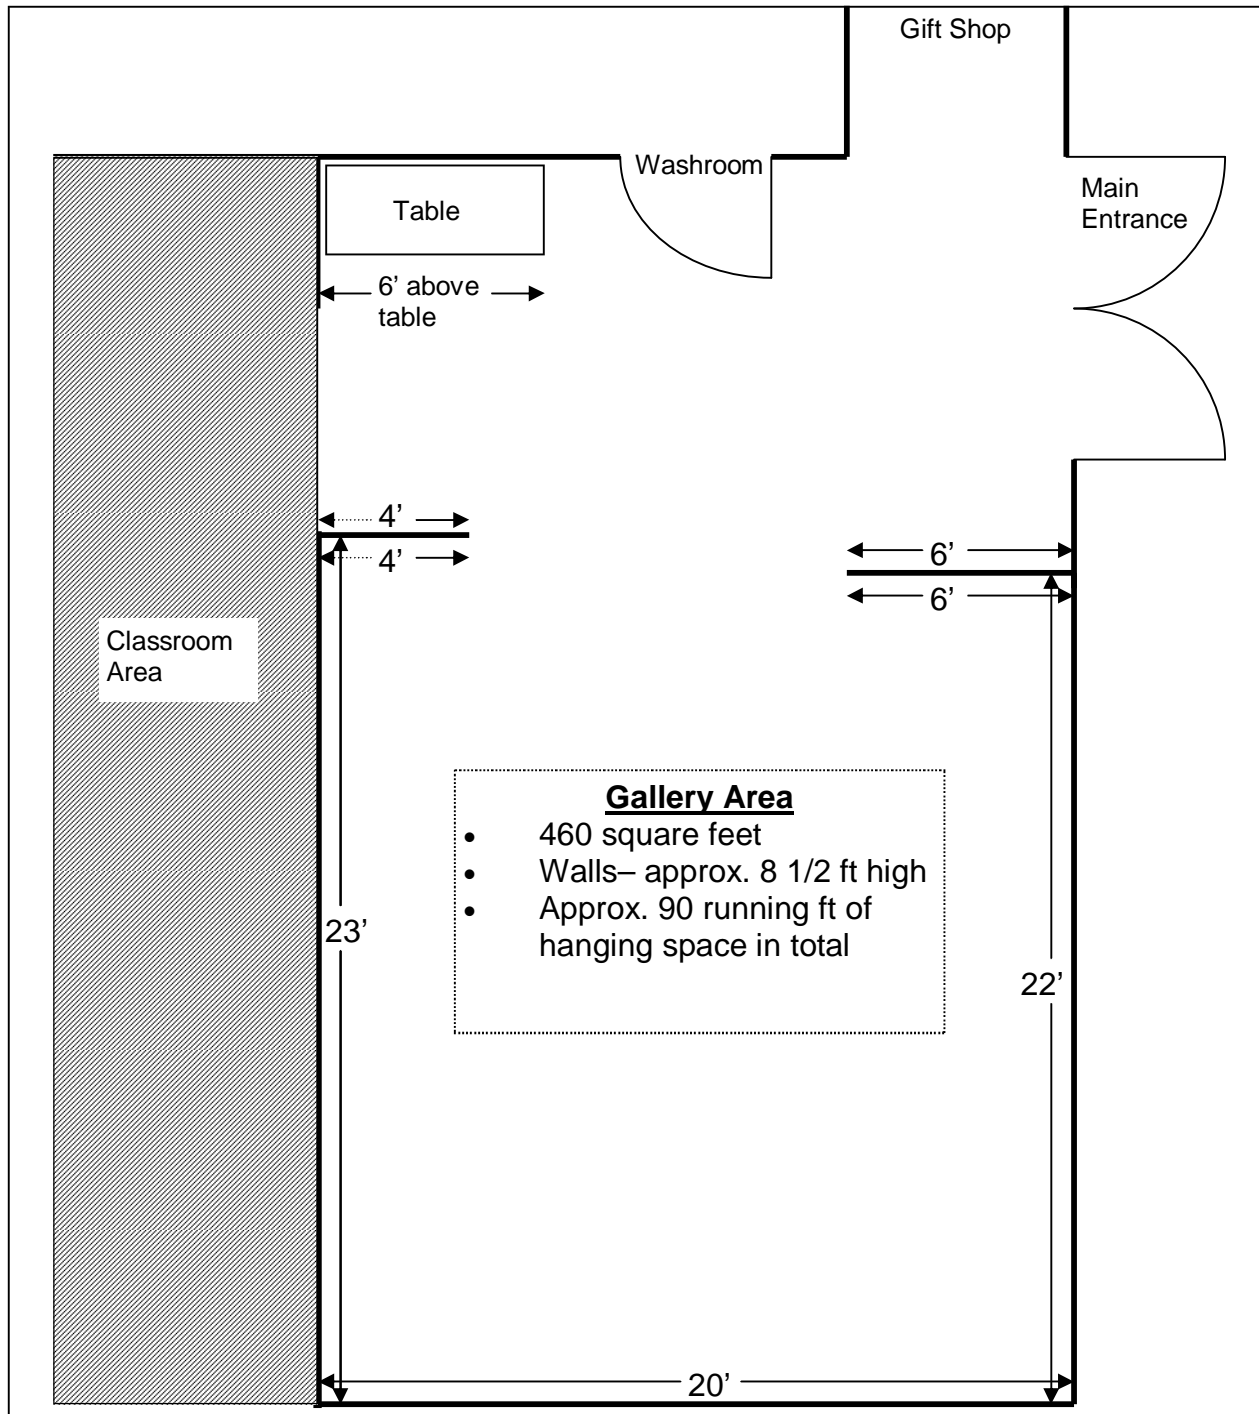 Gift Shop
Washroom
Main
Entrance
Table
6’ above
table
4’
4’
6’
6’
Classroom
Area
Gallery Area
• 460 square feet
• Walls– approx. 8 1/2 ft high
• Approx. 90 running ft of
hanging space in total
23’
22’
20’